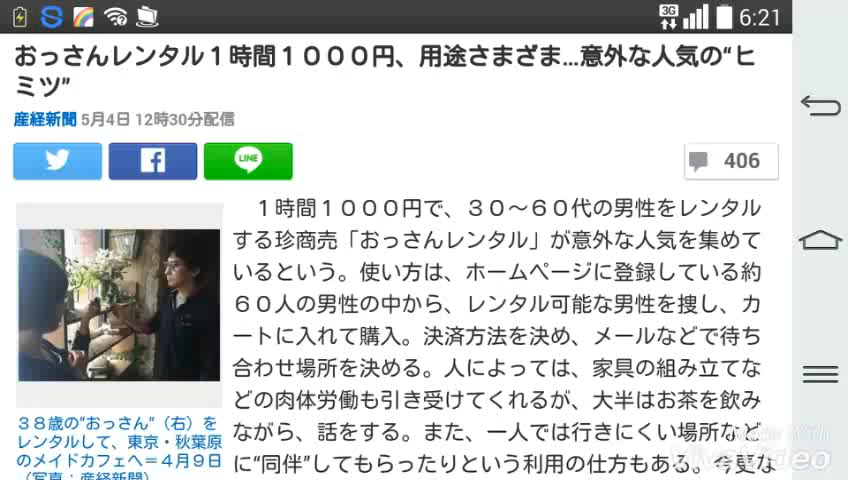 3G
6:21
おっさんレンタル１時間１０００円、用途さまざま…意外な人気の“ヒ
ミツ”
産経新聞 5月4日 12時30分配信
LINE
406
１時間１０００円で、３０～６０代の男性をレンタル
する珍商売「おっさんレンタル」が意外な人気を集めて
いるという。使い方は、ホームページに登録している約
６０人の男性の中から、レンタル可能な男性を捜し、カ
ートに入れて購入。決済方法を決め、メールなどで待ち
合わせ場所を決める。人によっては、家具の組み立てな
どの肉体労働も引き受けてくれるが、大半はお茶を飲み
ながら、話をする。また、一人では行きにくい場所など
に“同伴”してもらったりという利用の仕方もある。今更な
３８歳の“おっさん”（右）を
レンタルして、東京・秋葉原
のメイドカフェへ＝４月９日
（写真：産経新聞）
VivaVideo